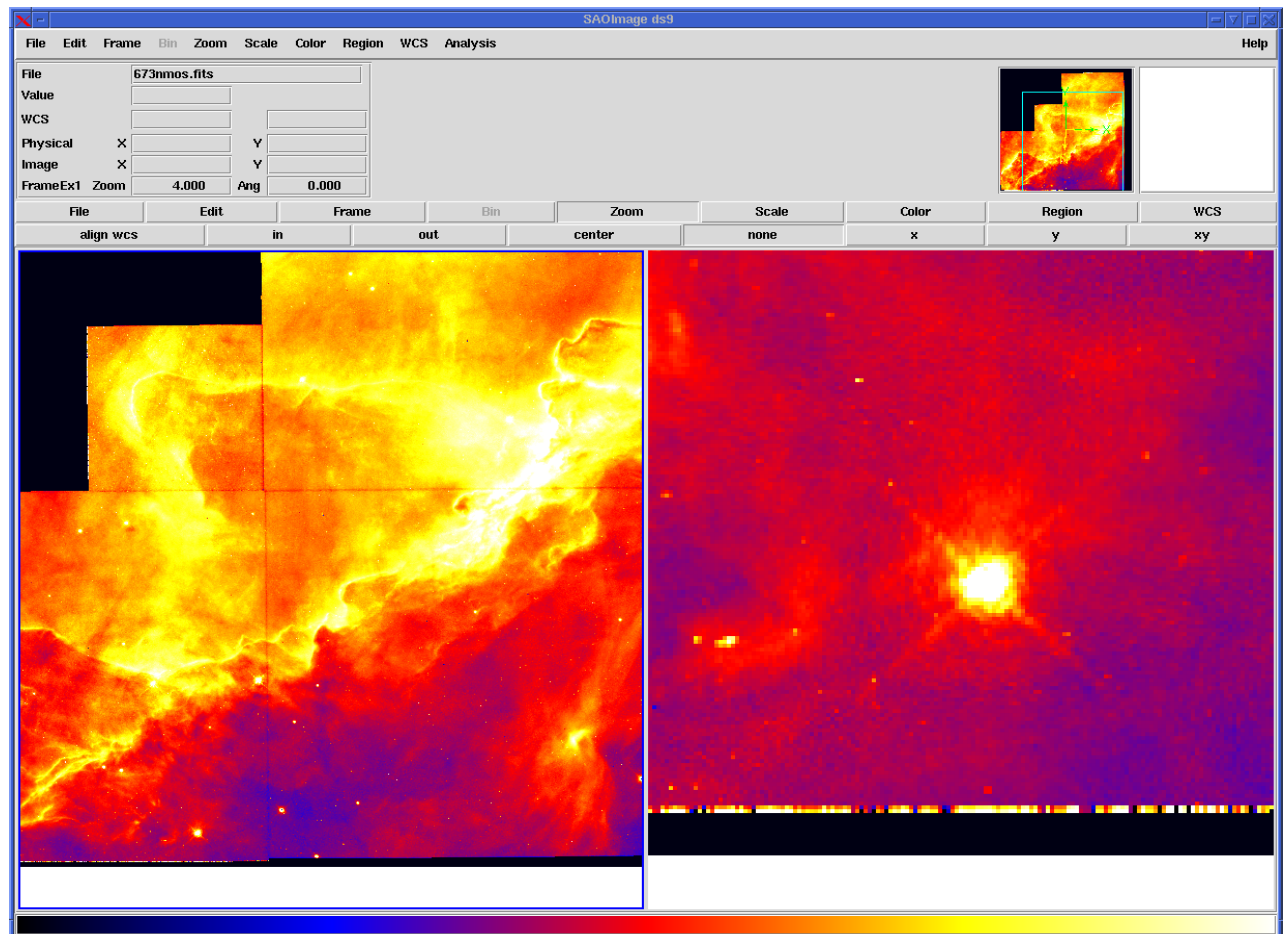 SAOImage ds9
File Edit Frame Bin Zoom Scale Color Region WCS Analysis Help
File 673nmos.fits
Value
WCS
Physical X Y
Image X Y
FrameEx1 Zoom 4.000 Ang 0.000
X
File Edit Frame Bin Zoom Scale Color Region WCS
align wcs in out center none x y xy